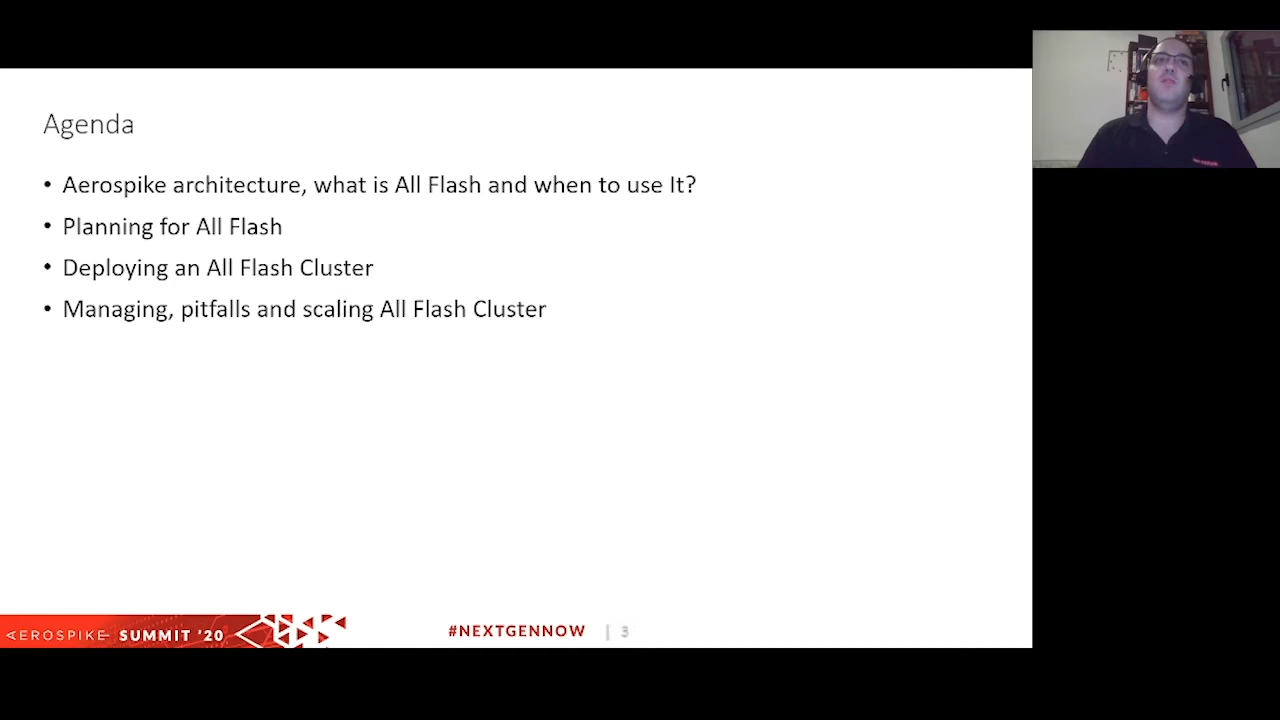 Agenda
• Aerospike architecture, what is All Flash and when to use It?
• Planning for All Flash
• Deploying an All Flash Cluster
• Managing, pitfalls and scaling All Flash Cluster
AEROSPIKE SUMMIT '20
#NEXTGENNOW | 3